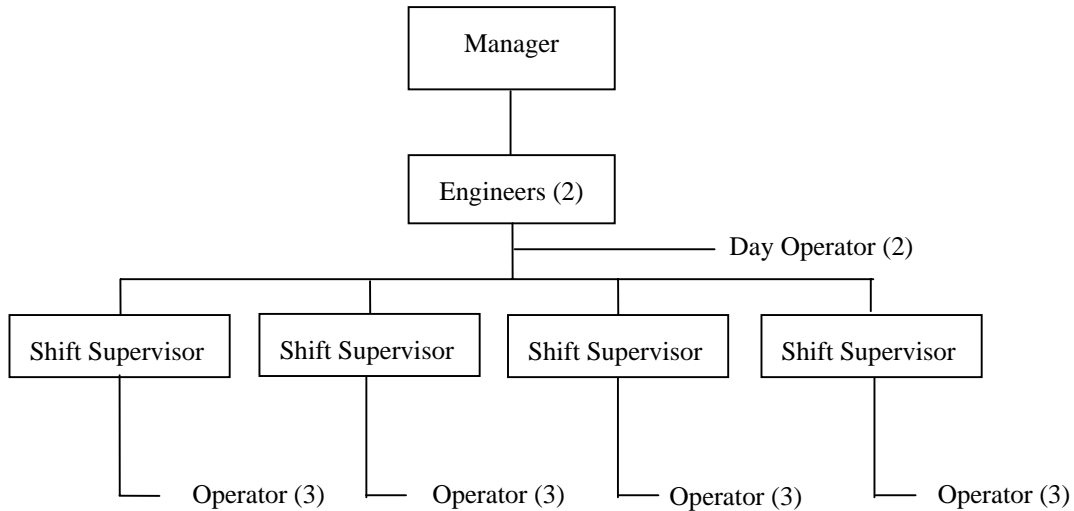 Manager
Engineers (2)
Day Operator (2)
Shift Supervisor
Shift Supervisor
Shift Supervisor
Shift Supervisor
Operator (3)
Operator (3)
Operator (3)
Operator (3)